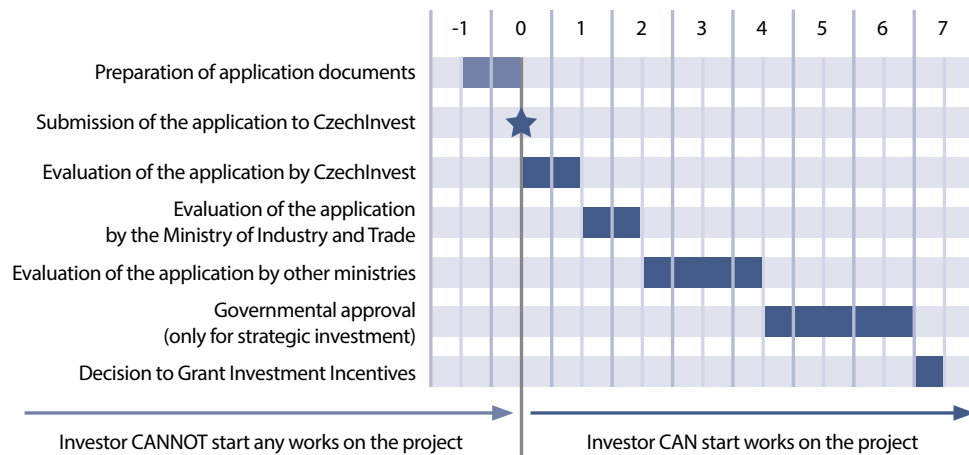 -1 0 1 2 3 4 5 6 7
Preparation of application documents
Submission of the application to CzechInvest
Evaluation of the application by CzechInvest
Evaluation of the application
by the Ministry of Industry and Trade
Evaluation of the application by other ministries
Governmental approval
(only for strategic investment)
Decision to Grant Investment Incentives
Investor CANNOT start any works on the project
Investor CAN start works on the project